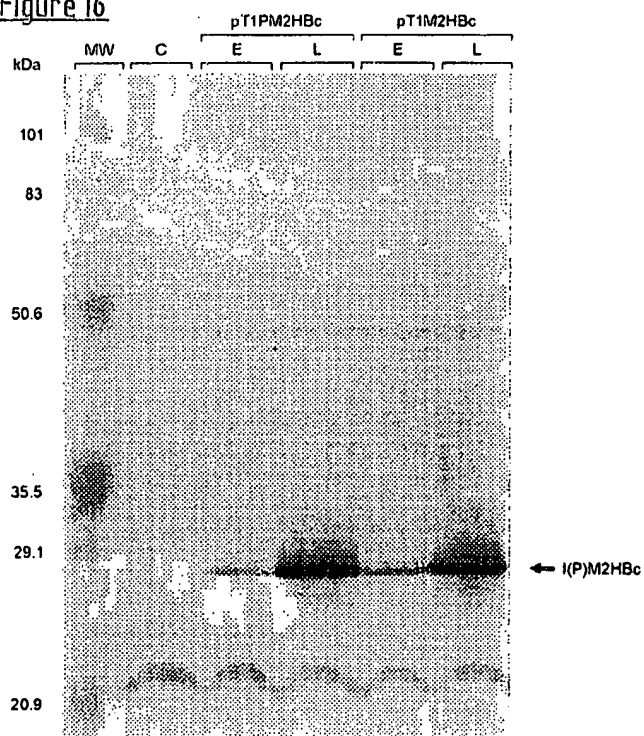 Figure 16
pT1PM2HBc pT1M2HBc
MW C E L E L
kDa
101
83
50.6
35.5
29.1
I(P)M2HBc
20.9